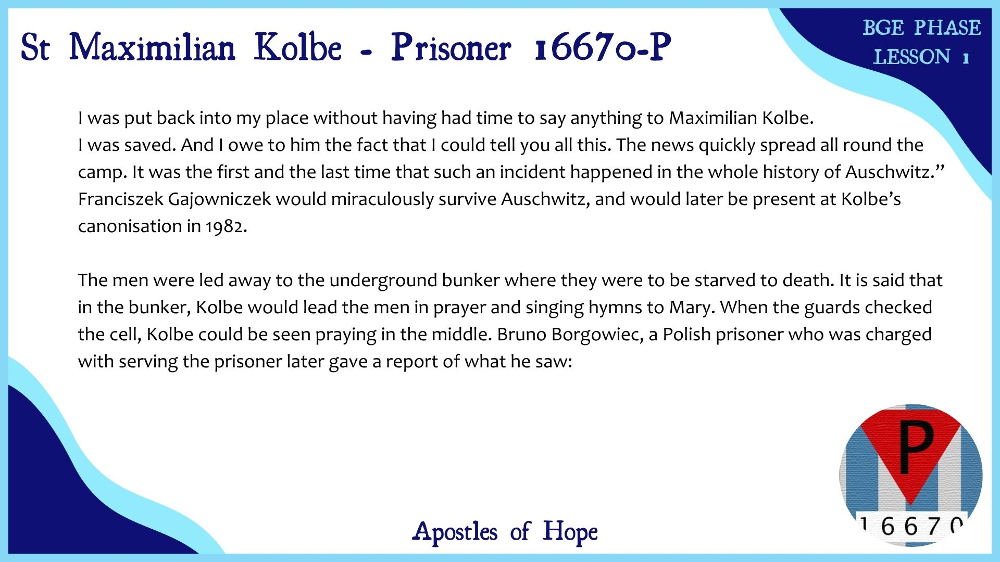 St Maximilian Kolbe - Prisoner 16670-P
BGE PHASE
LESSON 1
I was put back into my place without having had time to say anything to Maximilian Kolbe.
I was saved. And I owe to him the fact that I could tell you all this. The news quickly spread all round the
camp. It was the first and the last time that such an incident happened in the whole history of Auschwitz.”
Franciszek Gajowniczek would miraculously survive Auschwitz, and would later be present at Kolbe’s
canonisation in 1982.
The men were led away to the underground bunker where they were to be starved to death. It is said that
in the bunker, Kolbe would lead the men in prayer and singing hymns to Mary. When the guards checked
the cell, Kolbe could be seen praying in the middle. Bruno Borgowiec, a Polish prisoner who was charged
with serving the prisoner later gave a report of what he saw:
P
16670
Apostles of Hope